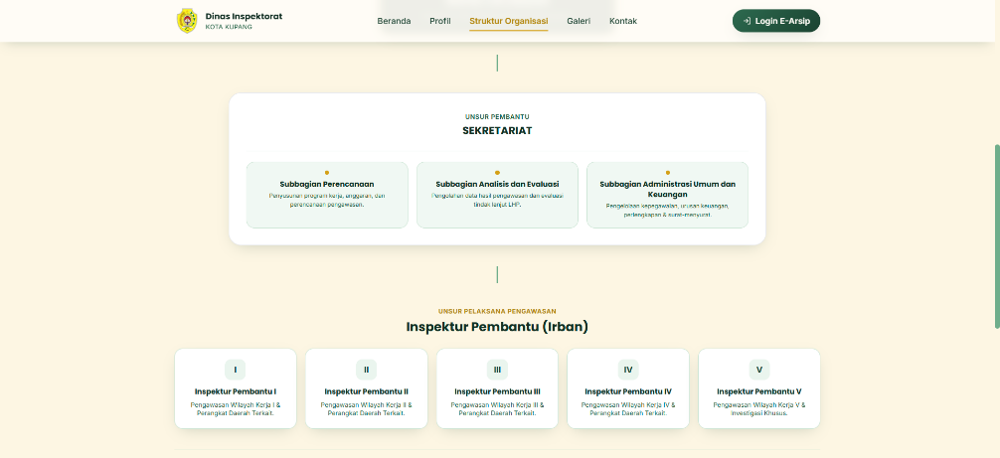 Dinas Inspektorat
KOTA KUPANG
Beranda
Profil
Struktur Organisasi
Galeri
Kontak
Login E-Arsip
UNSUR PEMBANTU
SEKRETARIAT
Subbagian Perencanaan
Penyusunan program kerja, anggaran, dan
perencanaan pengawasan.
Subbagian Analisis dan Evaluasi
Pengolahan data hasil pengawasan dan evaluasi
tindak lanjut LHP.
Subbagian Administrasi Umum dan
Keuangan
Pengelolaan kepegawaian, urusan keuangan,
perlengkapan & surat-menyurat.
UNSUR PELAKSANA PENGAWASAN
Inspektur Pembantu (Irban)
I
Inspektur Pembantu I
Pengawasan Wilayah Kerja I &
Perangkat Daerah Terkait.
II
Inspektur Pembantu II
Pengawasan Wilayah Kerja II &
Perangkat Daerah Terkait.
III
Inspektur Pembantu III
Pengawasan Wilayah Kerja III &
Perangkat Daerah Terkait.
IV
Inspektur Pembantu IV
Pengawasan Wilayah Kerja IV &
Perangkat Daerah Terkait.
V
Inspektur Pembantu V
Pengawasan Wilayah Kerja V &
Investigasi Khusus.